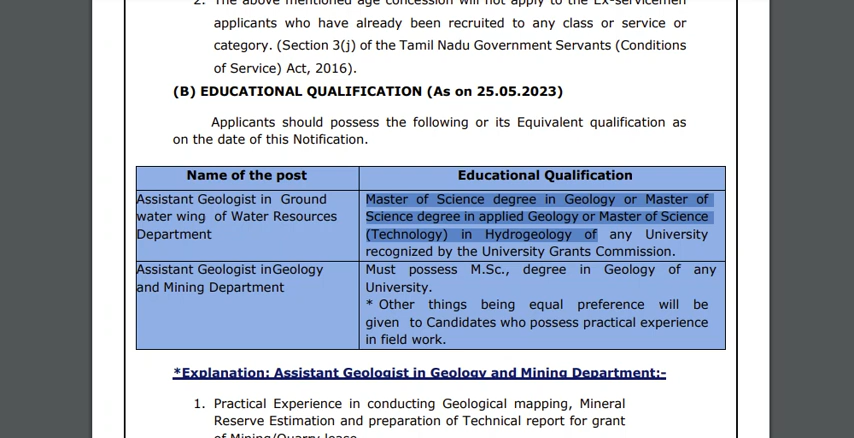 2. The above mentioned age concession will not apply to the Ex-servicemen
applicants who have already been recruited to any class or service or
category. (Section 3(j) of the Tamil Nadu Government Servants (Conditions
of Service) Act, 2016).
(B) EDUCATIONAL QUALIFICATION (As on 25.05.2023)
Applicants should possess the following or its Equivalent qualification as
on the date of this Notification.
Name of the post
Educational Qualification
Assistant Geologist in Ground
water wing of Water Resources
Department
Master of Science degree in Geology or Master of
Science degree in applied Geology or Master of Science
(Technology) in Hydrogeology of any University
recognized by the University Grants Commission.
Assistant Geologist inGeology
and Mining Department
Must possess M.Sc., degree in Geology of any
University.
* Other things being equal preference will be
given to Candidates who possess practical experience
in field work.
*Explanation: Assistant Geologist in Geology and Mining Department:-
1. Practical Experience in conducting Geological mapping, Mineral
Reserve Estimation and preparation of Technical report for grant
of Mining/Quarry lease